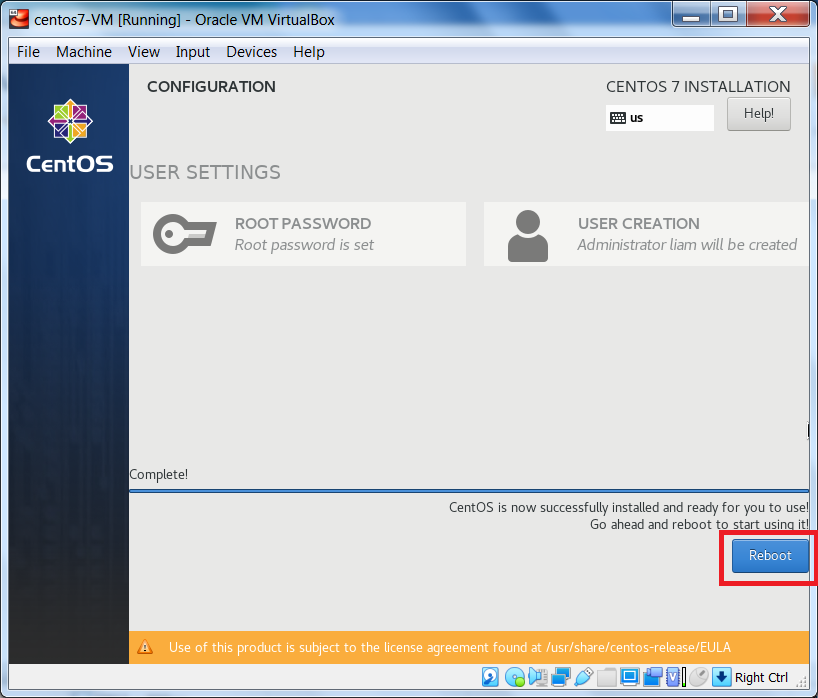 centos7-VM [Running] - Oracle VM VirtualBox
File Machine View Input Devices Help
CentOS
CONFIGURATION
CENTOS 7 INSTALLATION
us
Help!
USER SETTINGS
ROOT PASSWORD
Root password is set
USER CREATION
Administrator liam will be created
Complete!
CentOS is now successfully installed and ready for you to use!
Go ahead and reboot to start using it!
Reboot
Use of this product is subject to the license agreement found at /usr/share/centos-release/EULA
Right Ctrl